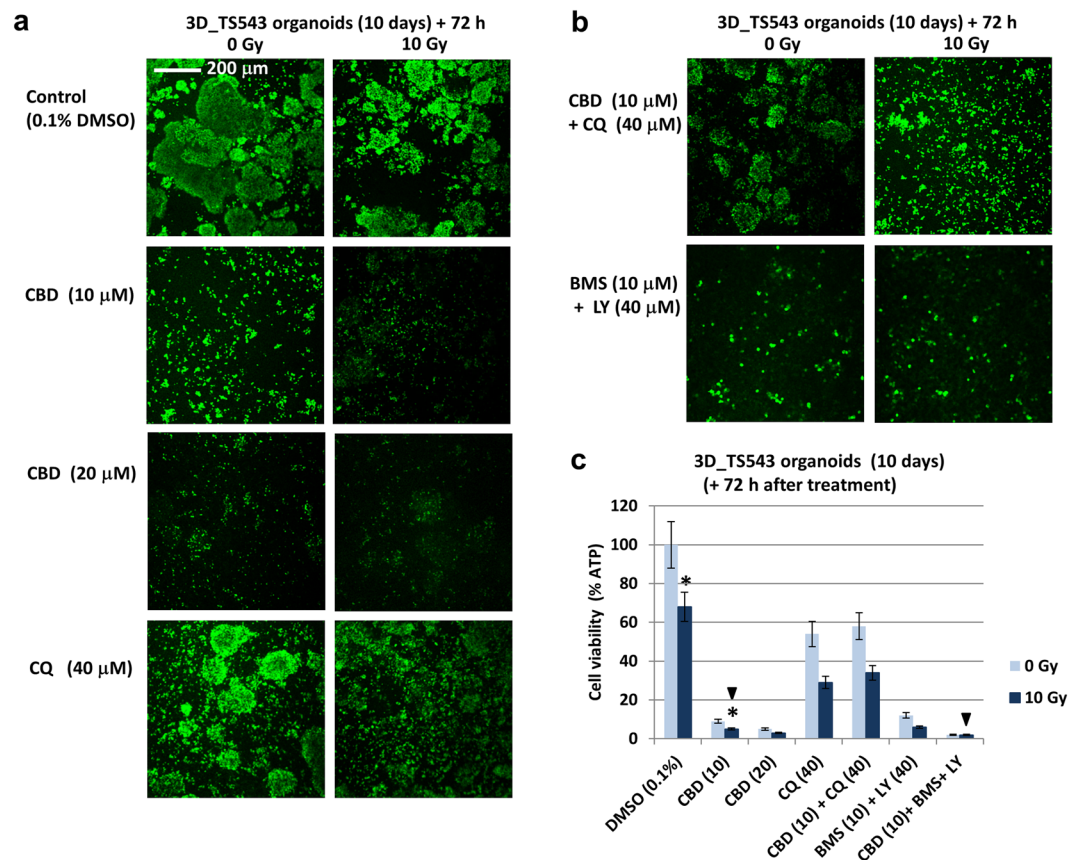 a
3D_TS543 organoids (10 days) + 72 h
0 Gy
10 Gy
Control
(0.1% DMSO)
200 μm
CBD (10 μM)
CBD (20 μM)
CQ (40 μM)
b
3D_TS543 organoids (10 days) + 72 h
0 Gy
10 Gy
CBD (10 μM)
+ CQ (40 μM)
BMS (10 μM)
+ LY (40 μM)
c
3D_TS543 organoids (10 days)
(+ 72 h after treatment)
Cell viability (% ATP)
120
100
80
60
40
20
0
*
*
0 Gy
10 Gy
DMSO (0.1%)
CBD (10)
CBD (20)
CQ (40)
CBD (10) + CQ (40)
BMS (10) + LY (40)
CBD (10)+ BMS+ LY